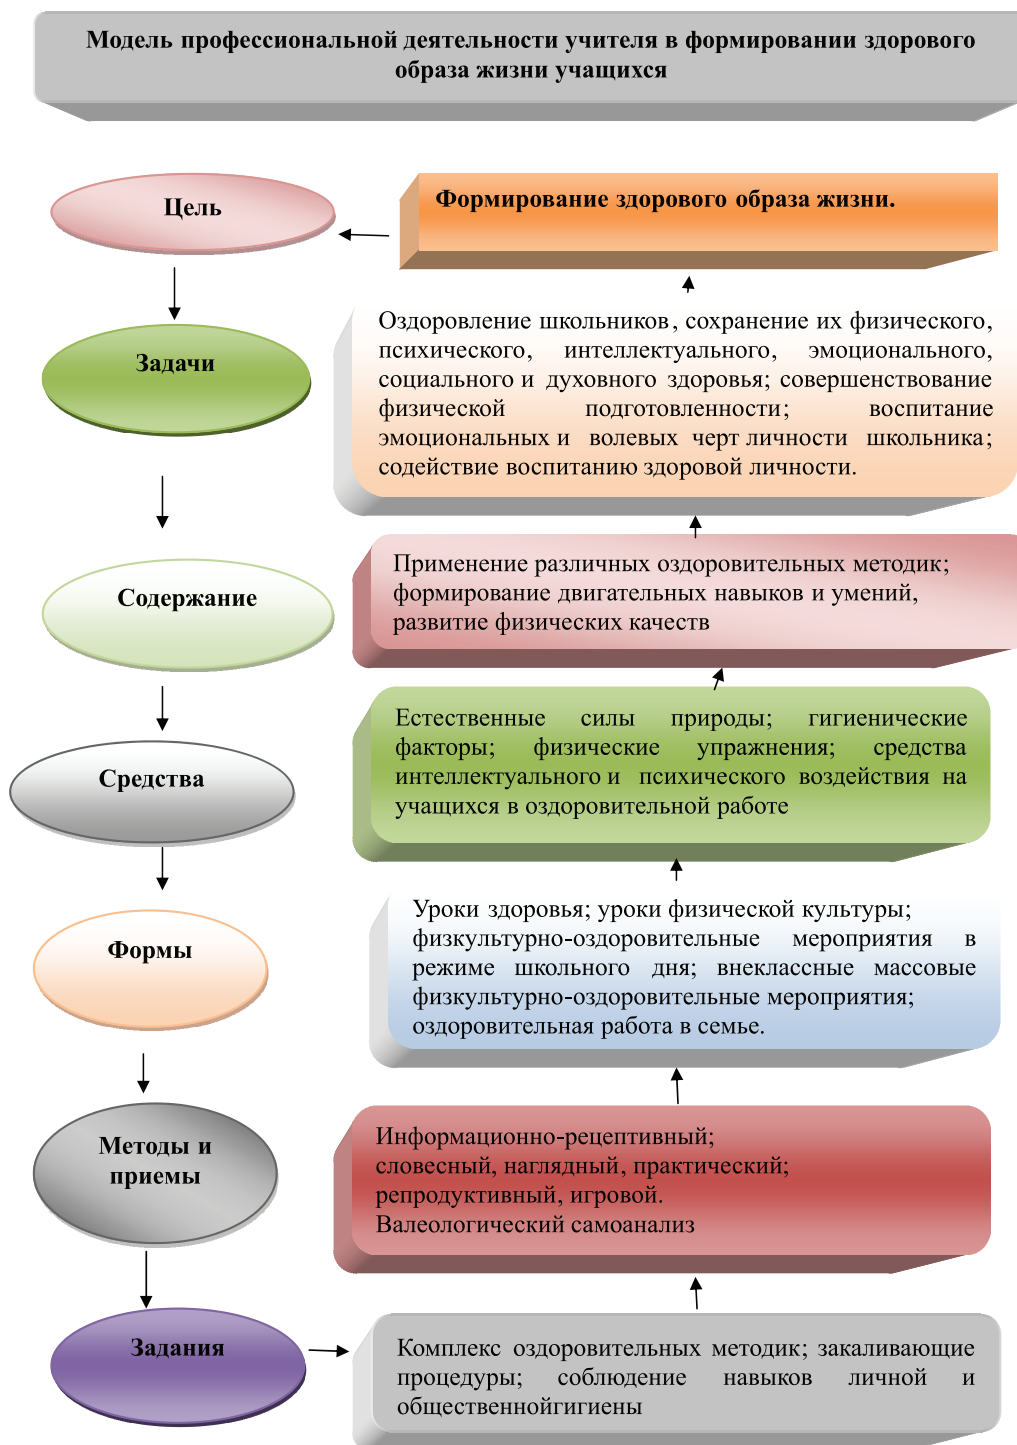 Модель профессиональной деятельности учителя в формировании здорового
образа жизни учащихся
Цель
Формирование здорового образа жизни.
Задачи
Оздоровление школьников, сохранение их физического,
психического, интеллектуального, эмоционального,
социального и духовного здоровья; совершенствование
физической подготовленности; воспитание
эмоциональных и волевых черт личности школьника;
содействие воспитанию здоровой личности.
Содержание
Применение различных оздоровительных методик;
формирование двигательных навыков и умений,
развитие физических качеств
Средства
Естественные силы природы; гигиенические
факторы; физические упражнения; средства
интеллектуального и психического воздействия на
учащихся в оздоровительной работе
Формы
Уроки здоровья; уроки физической культуры;
физкультурно-оздоровительные мероприятия в
режиме школьного дня; внеклассные массовые
физкультурно-оздоровительные мероприятия;
оздоровительная работа в семье.
Методы и
приемы
Информационно-рецептивный;
словесный, наглядный, практический;
репродуктивный, игровой.
Валеологический самоанализ
Задания
Комплекс оздоровительных методик; закаливающие
процедуры; соблюдение навыков личной и
общественнойгигиены